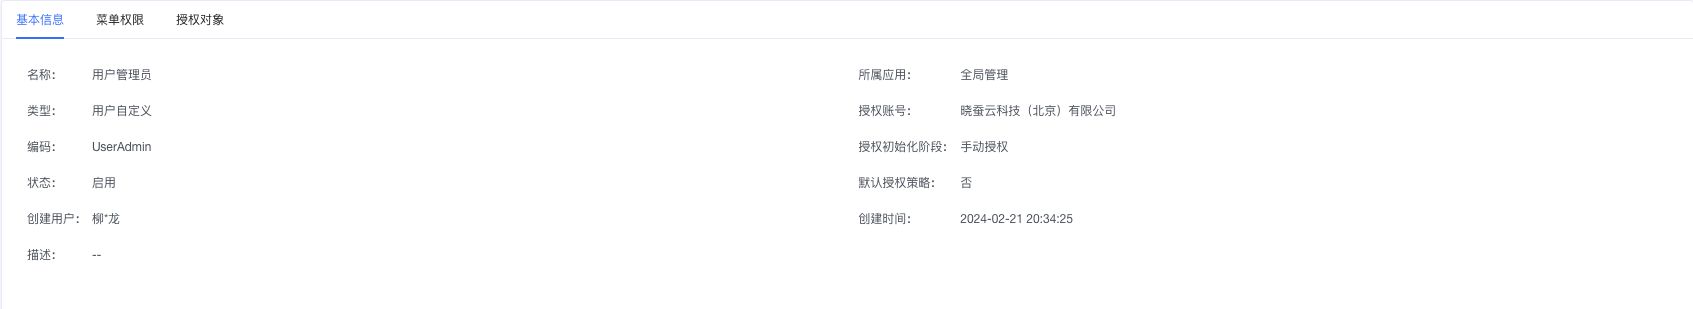 基本信息 菜单权限 授权对象
名称： 用户管理员 所属应用： 全局管理
类型： 用户自定义 授权账号： 晓蚕云科技（北京）有限公司
编码： UserAdmin 授权初始化阶段： 手动授权
状态： 启用 默认授权策略： 否
创建用户： 柳*龙 创建时间： 2024-02-21 20:34:25
描述： --